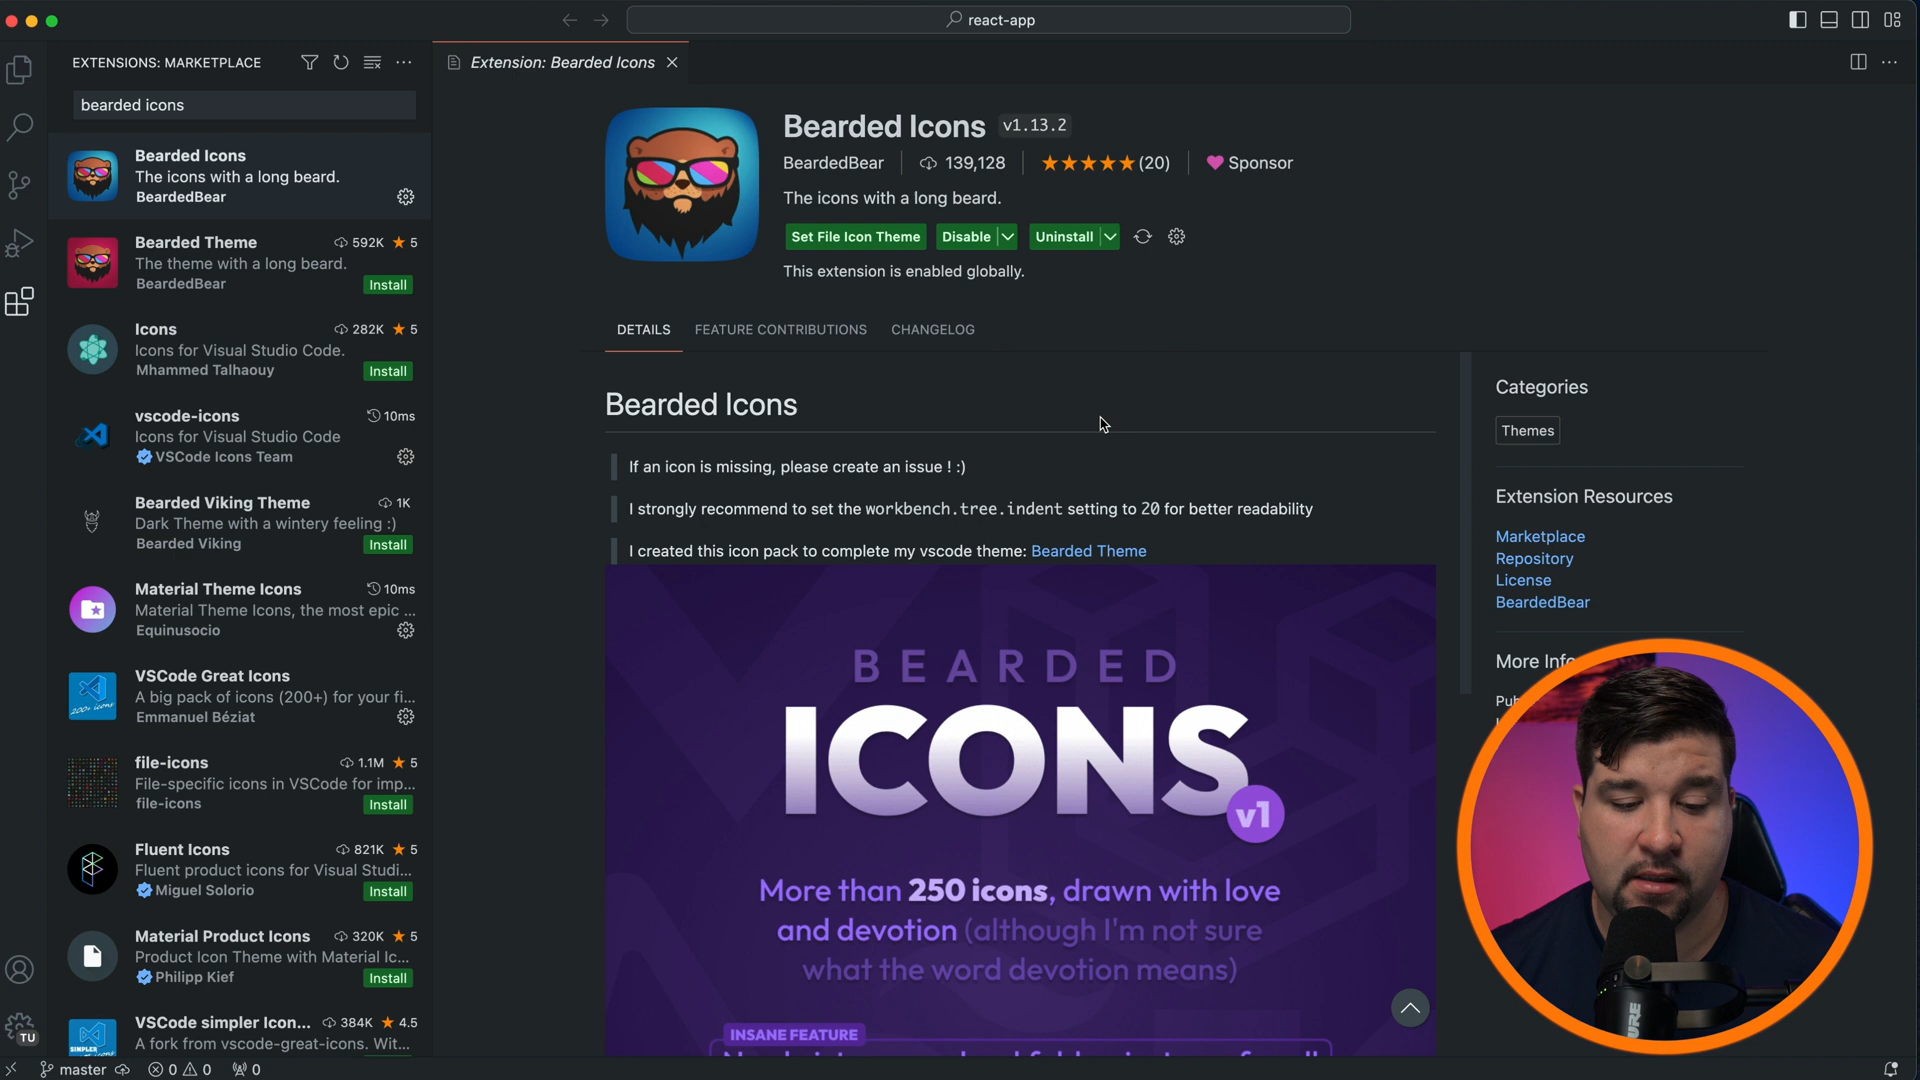 react-app
EXTENSIONS: MARKETPLACE
bearded icons
Bearded Icons
The icons with a long beard.
BeardedBear
Bearded Theme 592K ★ 5
The theme with a long beard.
BeardedBear
Install
Icons 282K ★ 5
Icons for Visual Studio Code.
Mhammed Talhaouy
Install
vscode-icons 10ms
Icons for Visual Studio Code
VSCode Icons Team
Bearded Viking Theme 1K
Dark Theme with a wintery feeling :)
Bearded Viking
Install
Material Theme Icons 10ms
Material Theme Icons, the most epic ...
Equinusocio
VSCode Great Icons
A big pack of icons (200+) for your fi...
Emmanuel Béziat
file-icons 1.1M ★ 5
File-specific icons in VSCode for imp...
file-icons
Install
Fluent Icons 821K ★ 5
Fluent product icons for Visual Studi...
Miguel Solorio
Install
Material Product Icons 320K ★ 5
Product Icon Theme with Material Ic...
Philipp Kief
Install
VSCode simpler Icon... 384K ★ 4.5
A fork from vscode-great-icons. Wit...
TU
master
0 0
0
Extension: Bearded Icons
Bearded Icons v1.13.2
BeardedBear 139,128 ★★★★★(20) Sponsor
The icons with a long beard.
Set File Icon Theme Disable Uninstall
This extension is enabled globally.
DETAILS FEATURE CONTRIBUTIONS CHANGELOG
Bearded Icons
If an icon is missing, please create an issue ! :)
I strongly recommend to set the workbench.tree.indent setting to 20 for better readability
I created this icon pack to complete my vscode theme: Bearded Theme
BEARDED
ICONS
v1
More than 250 icons, drawn with love
and devotion (although I'm not sure
what the word devotion means)
INSANE FEATURE
Categories
Themes
Extension Resources
Marketplace
Repository
License
BeardedBear
More Info